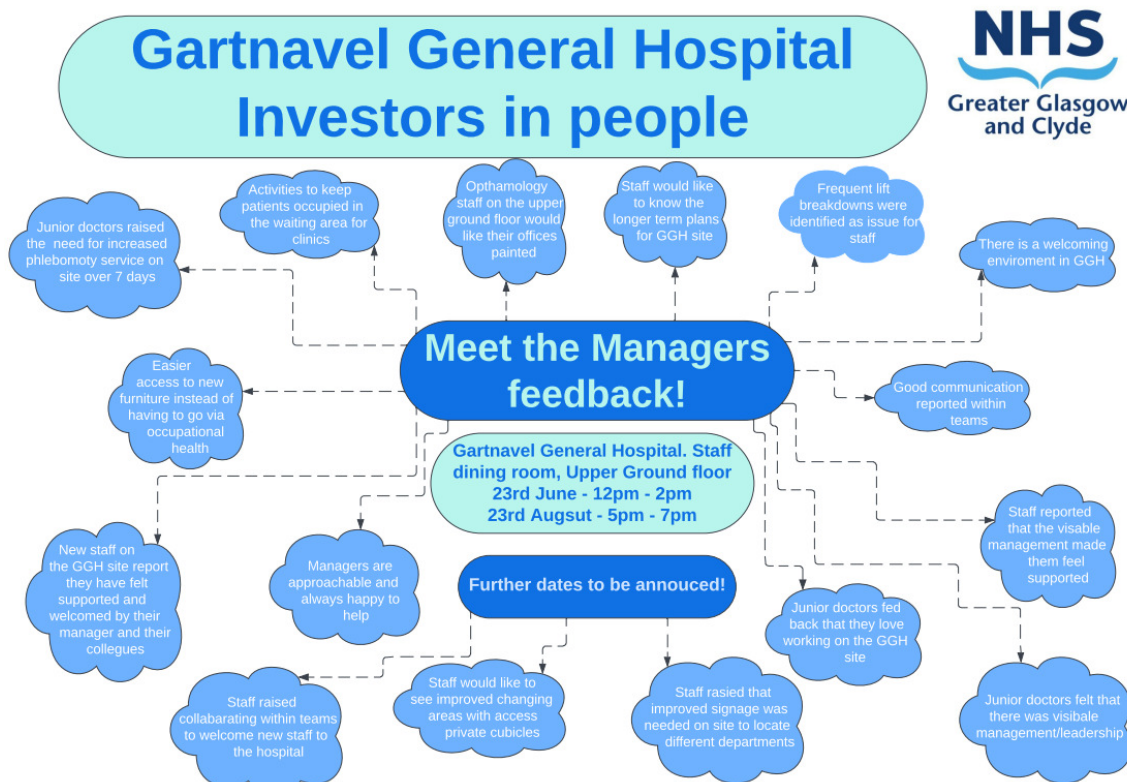 Gartnavel General Hospital
Investors in people
NHS
Greater Glasgow
and Clyde
Junior doctors raised
the need for increased
phlebomoty service on
site over 7 days
Activities to keep
patients occupied
in the waiting area for
clinics
Opthamology
staff on the upper
ground floor would
like their offices
painted
Staff would like
to know the
longer term plans
for GGH site
Frequent lift
breakdowns were
identified as issue for
staff
There is a welcoming
enviroment in GGH
Meet the Managers
feedback!
Easier
access to new
furniture instead of
having to go via
occupational
health
Good communication
reported within
teams
Gartnavel General Hospital. Staff
dining room, Upper Ground floor
23rd June - 12pm - 2pm
23rd Augsut - 5pm - 7pm
New staff on
the GGH site report
they have felt
supported and
welcomed by their
manager and their
collegues
Managers are
approachable and
always happy to
help
Further dates to be annouced!
Junior doctors fed
back that they love
working on the GGH
site
Staff reported
that the visable
management made
them feel
supported
Staff raised
collabarating within teams
to welcome new staff to
the hospital
Staff would like to
see improved changing
areas with access
private cubicles
Staff rasied that
improved signage was
needed on site to locate
different departments
Junior doctors felt that
there was visibale
management/leadership